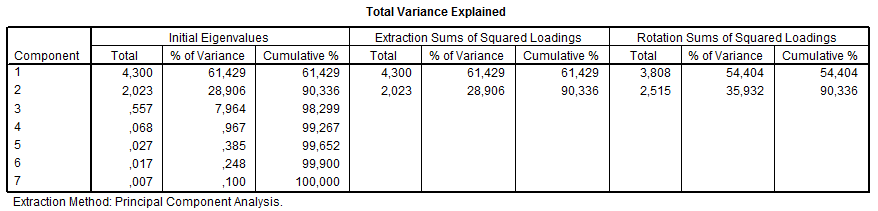 Total Variance Explained
Initial Eigenvalues Extraction Sums of Squared Loadings Rotation Sums of Squared Loadings
Component Total % of Variance Cumulative % Total % of Variance Cumulative % Total % of Variance Cumulative %
1 4,300 61,429 61,429 4,300 61,429 61,429 3,808 54,404 54,404
2 2,023 28,906 90,336 2,023 28,906 90,336 2,515 35,932 90,336
3 ,557 7,964 98,299
4 ,068 ,967 99,267
5 ,027 ,385 99,652
6 ,017 ,248 99,900
7 ,007 ,100 100,000
Extraction Method: Principal Component Analysis.